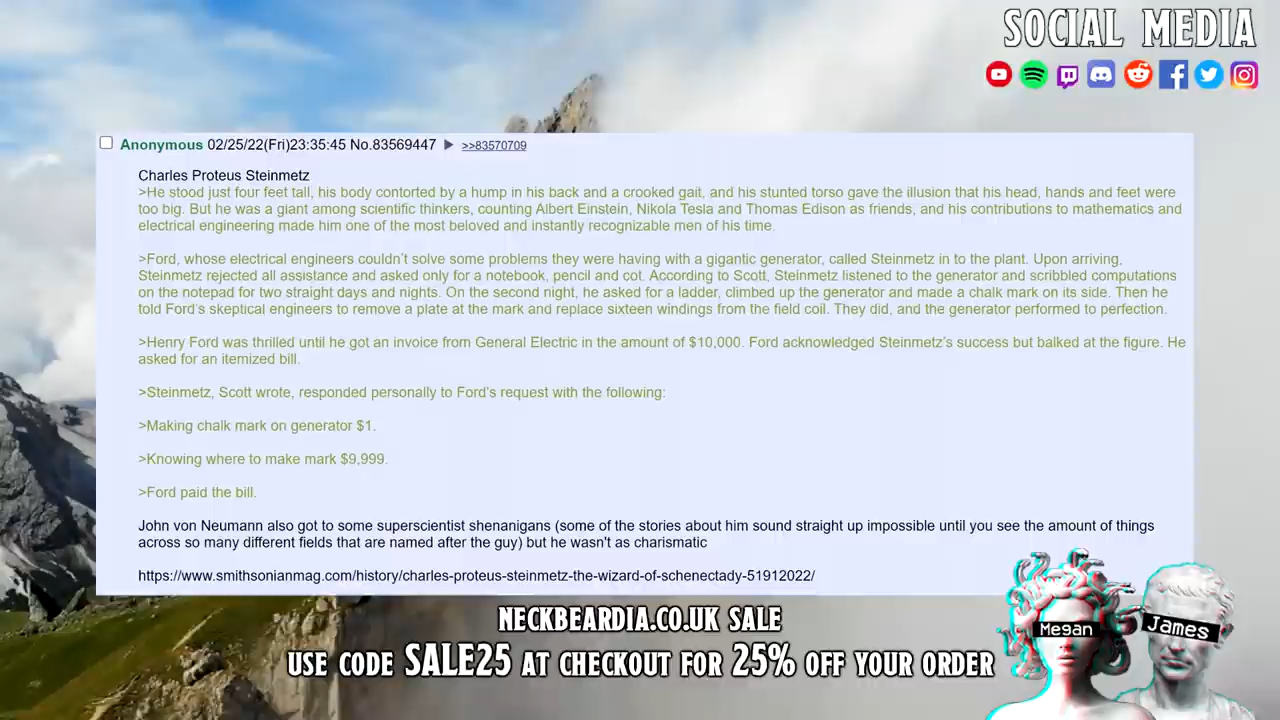 SOCIAL MEDIA
Anonymous 02/25/22(Fri)23:35:45 No.83569447 ▶ >>83570709
Charles Proteus Steinmetz
>He stood just four feet tall, his body contorted by a hump in his back and a crooked gait, and his stunted torso gave the illusion that his head, hands and feet were
too big. But he was a giant among scientific thinkers, counting Albert Einstein, Nikola Tesla and Thomas Edison as friends, and his contributions to mathematics and
electrical engineering made him one of the most beloved and instantly recognizable men of his time.
>Ford, whose electrical engineers couldn't solve some problems they were having with a gigantic generator, called Steinmetz in to the plant. Upon arriving,
Steinmetz rejected all assistance and asked only for a notebook, pencil and cot. According to Scott, Steinmetz listened to the generator and scribbled computations
on the notepad for two straight days and nights. On the second night, he asked for a ladder, climbed up the generator and made a chalk mark on its side. Then he
told Ford's skeptical engineers to remove a plate at the mark and replace sixteen windings from the field coil. They did, and the generator performed to perfection.
>Henry Ford was thrilled until he got an invoice from General Electric in the amount of $10,000. Ford acknowledged Steinmetz's success but balked at the figure. He
asked for an itemized bill.
>Steinmetz, Scott wrote, responded personally to Ford's request with the following:
>Making chalk mark on generator $1.
>Knowing where to make mark $9,999.
>Ford paid the bill.
John von Neumann also got to some superscientist shenanigans (some of the stories about him sound straight up impossible until you see the amount of things
across so many different fields that are named after the guy) but he wasn't as charismatic
https://www.smithsonianmag.com/history/charles-proteus-steinmetz-the-wizard-of-schenectady-51912022/
NECKBEARDIA.CO.UK SALE
USE CODE SALE25 AT CHECKOUT FOR 25% OFF YOUR ORDER
Megan
James